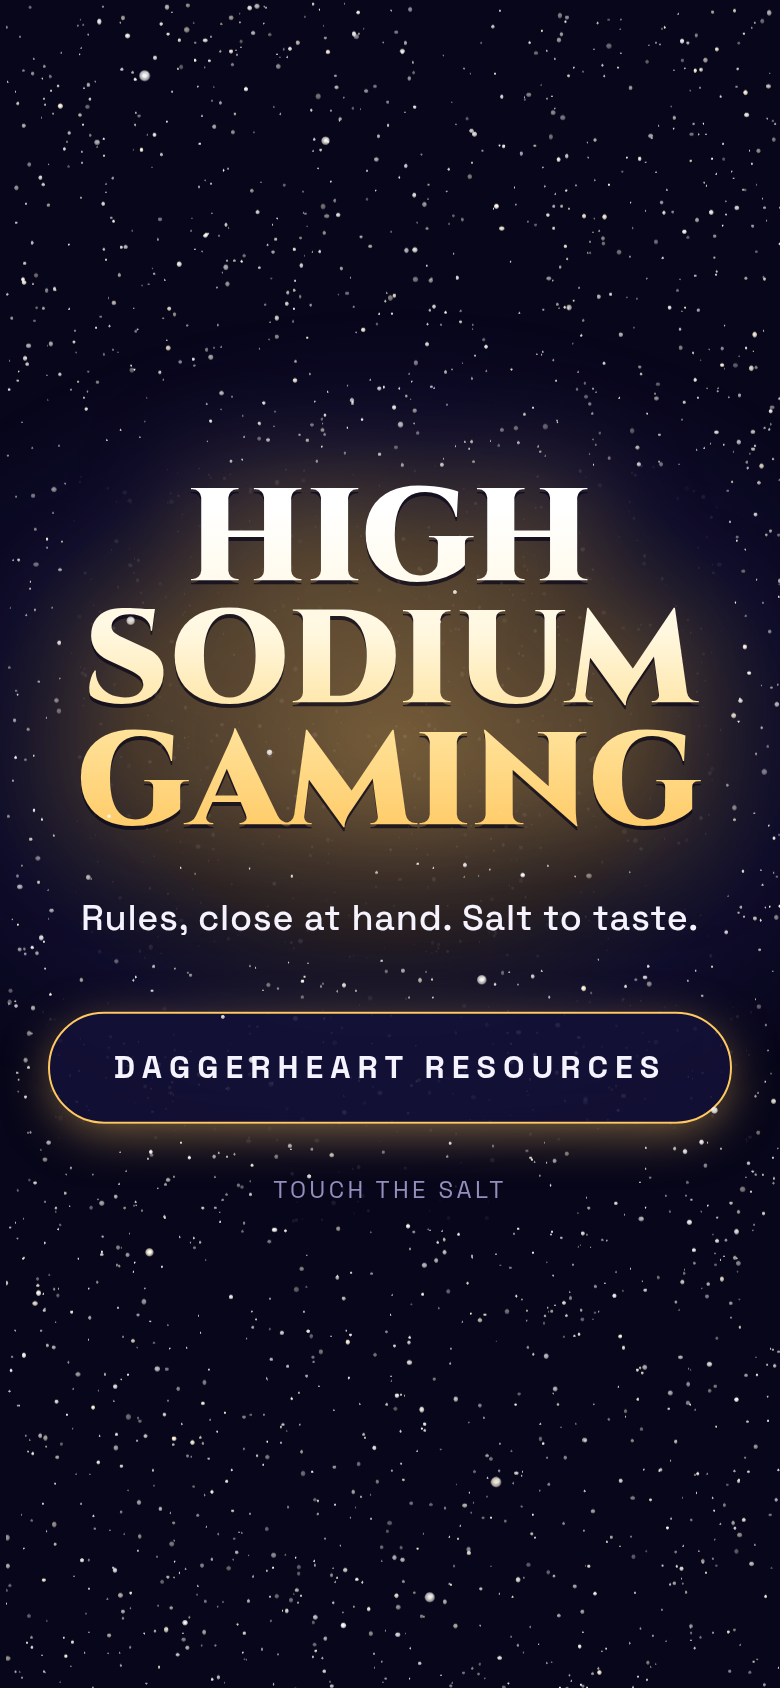 HIGH
SODIUM
GAMING
Rules, close at hand. Salt to taste.
DAGGERHEART RESOURCES
TOUCH THE SALT